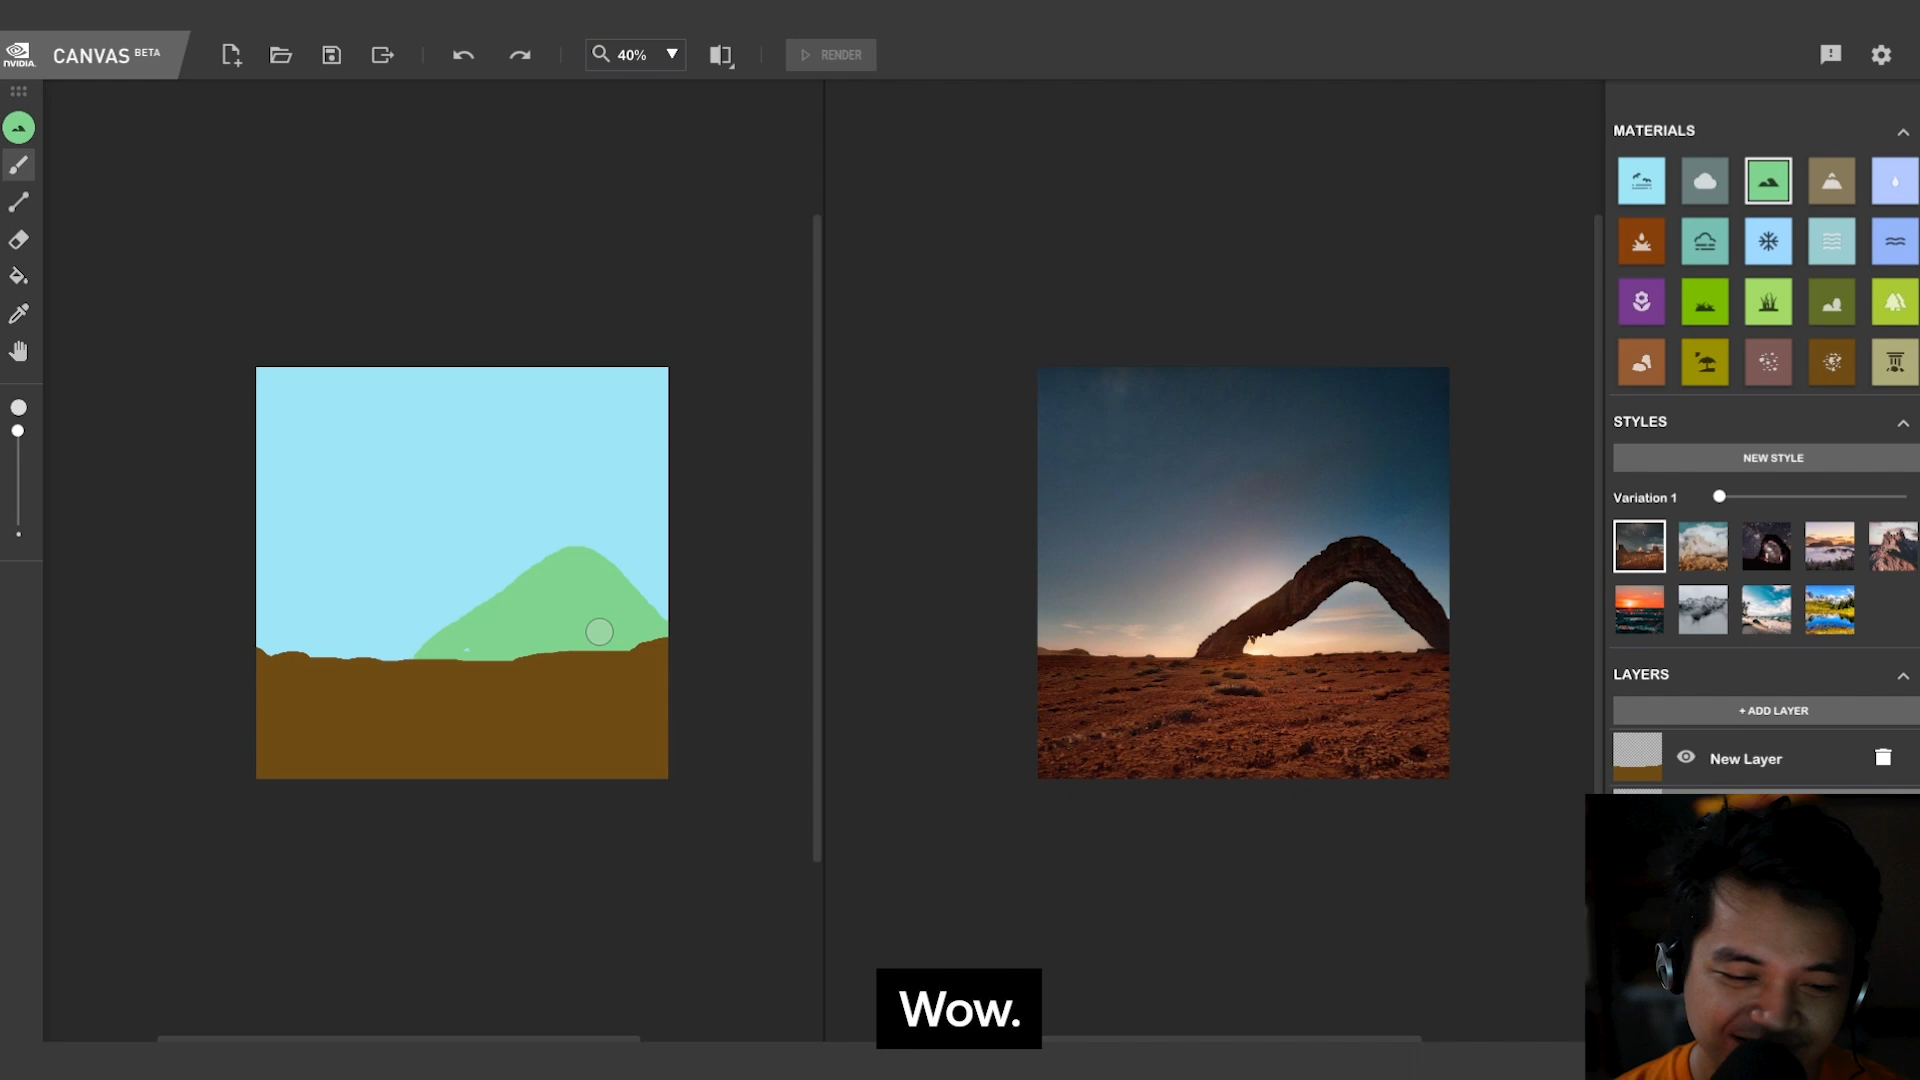 NVIDIA.
CANVAS BETA
40%
RENDER
MATERIALS
STYLES
NEW STYLE
Variation 1
LAYERS
+ ADD LAYER
New Layer
Wow.